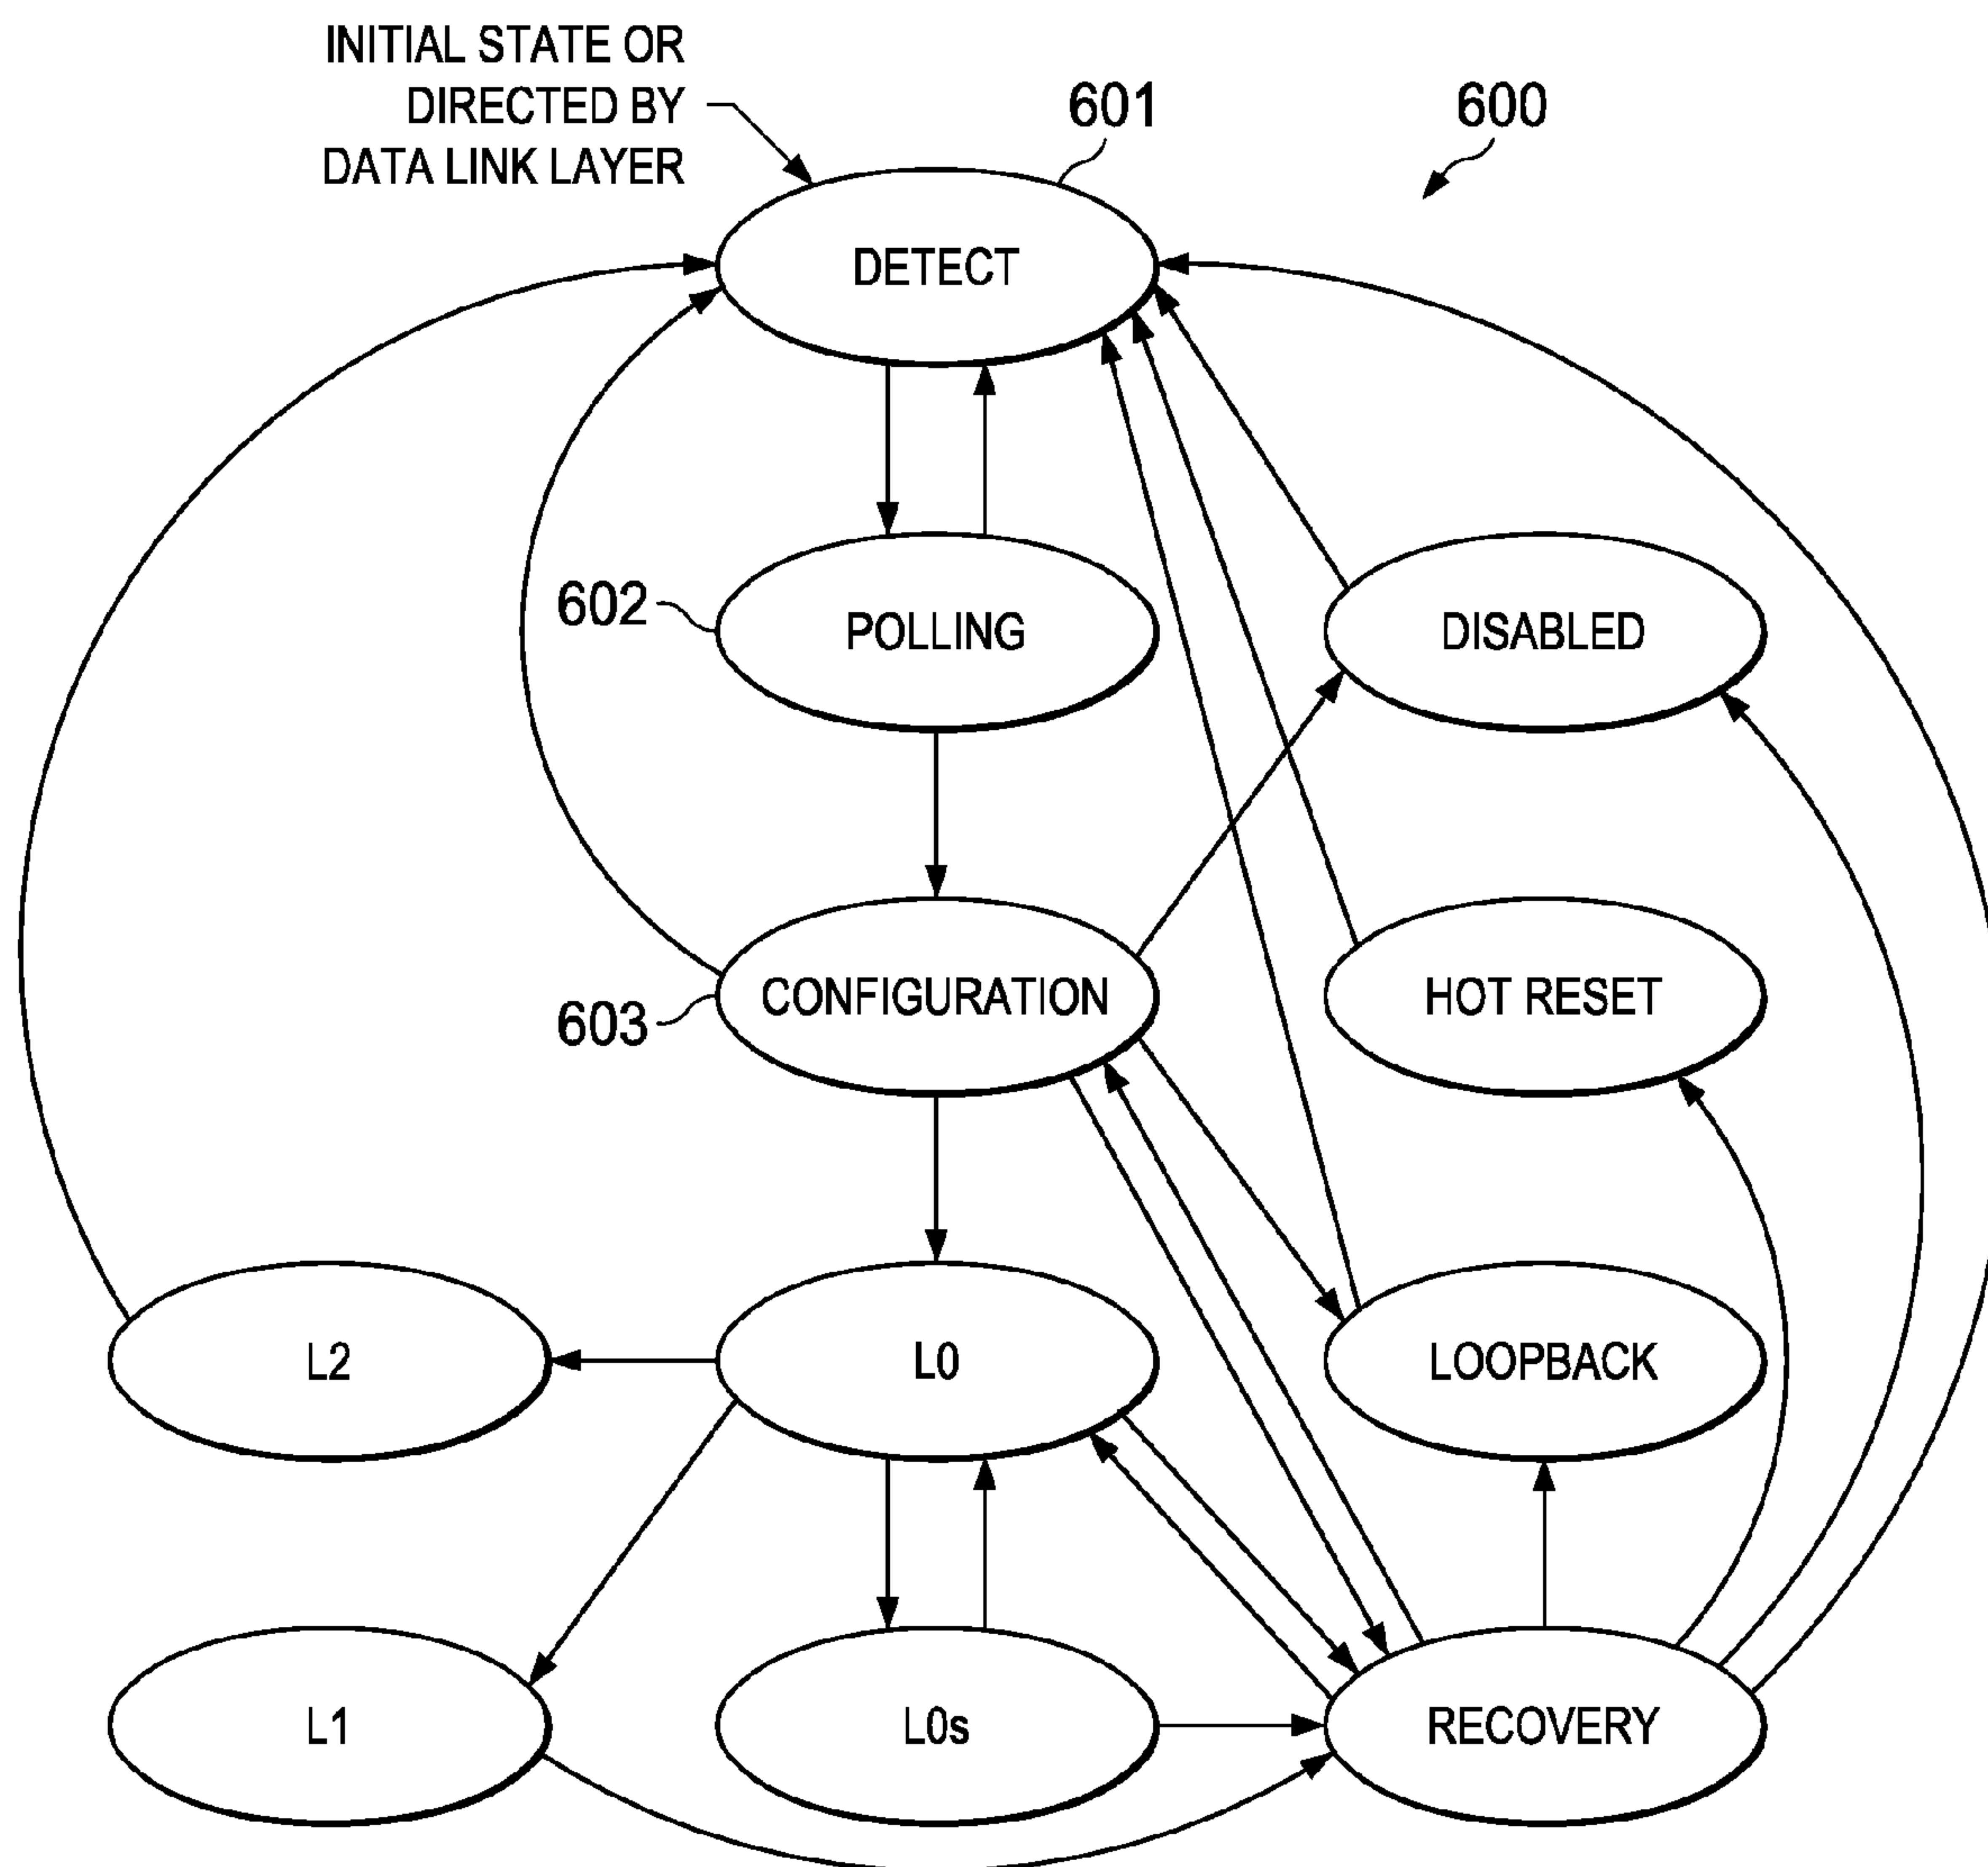 INITIAL STATE OR
DIRECTED BY
DATA LINK LAYER
601
600
DETECT
602
POLLING
DISABLED
603
CONFIGURATION
HOT RESET
L2
L0
LOOPBACK
L1
L0s
RECOVERY